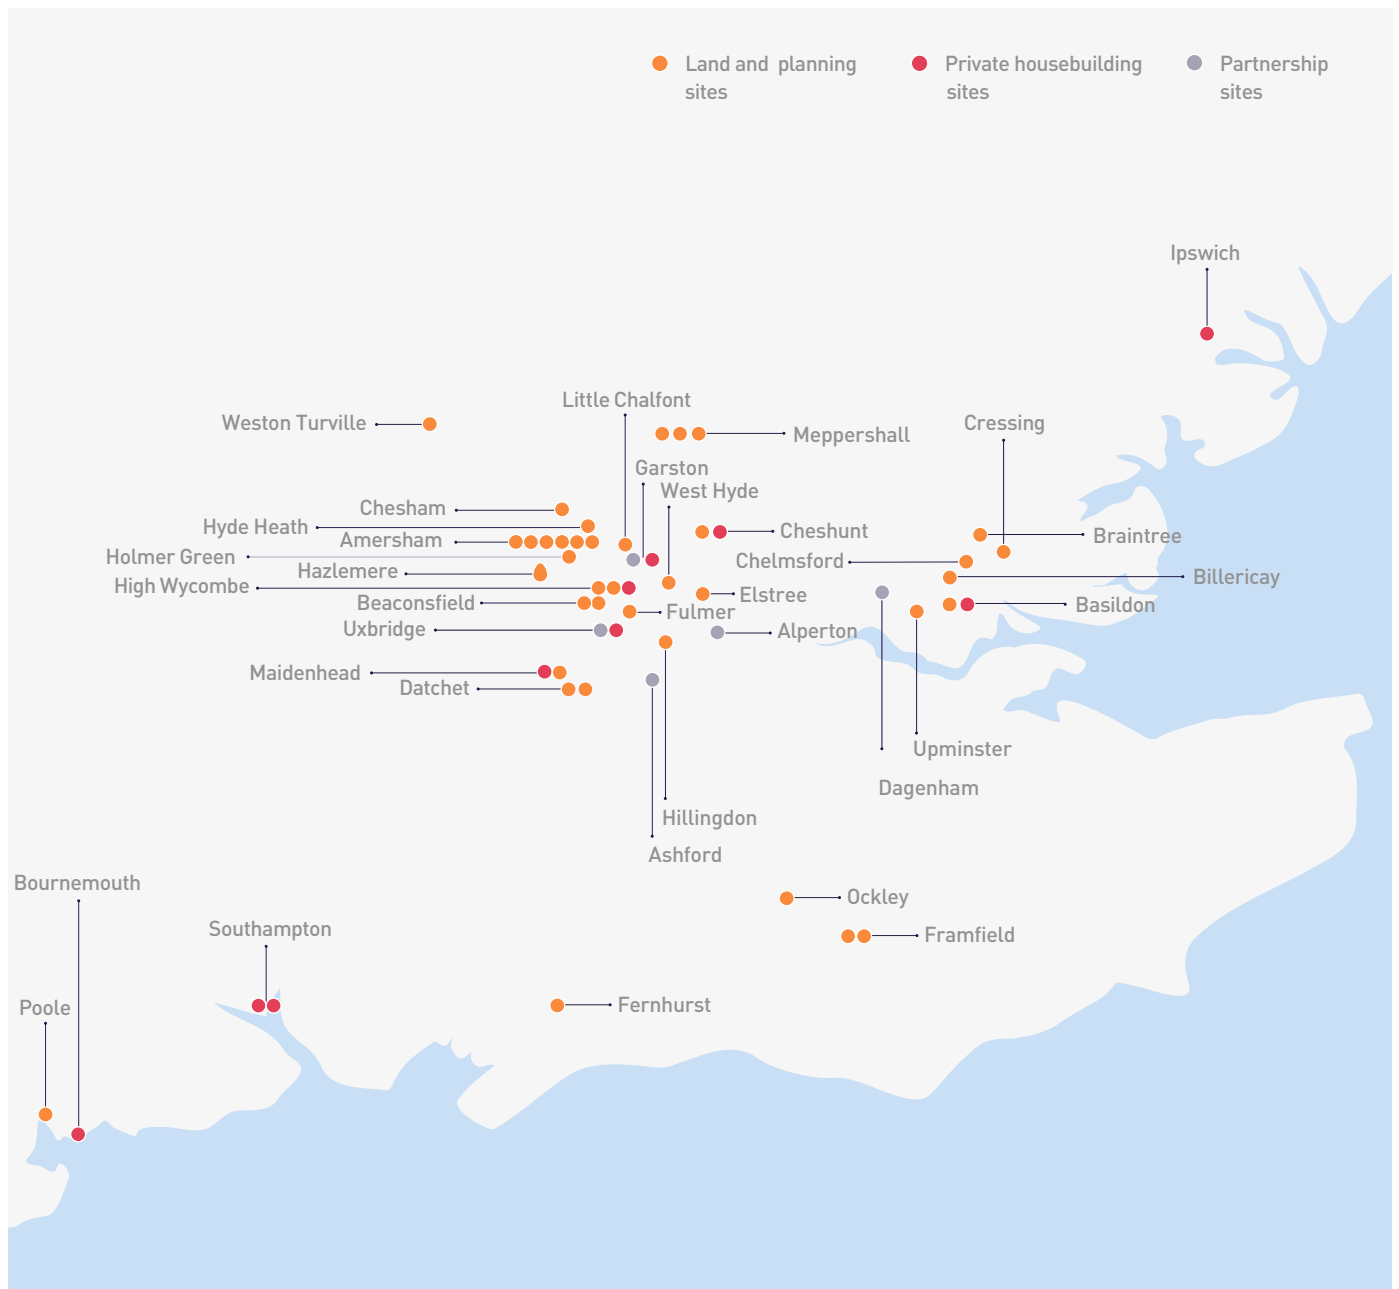 Land and planning
sites
Private housebuilding
sites
Partnership
sites
Ipswich
Little Chalfont
Weston Turville
Cressing
Meppershall
Garston
West Hyde
Chesham
Hyde Heath
Cheshunt
Braintree
Amersham
Holmer Green
Chelmsford
Hazlemere
Billericay
High Wycombe
Elstree
Beaconsfield
Basildon
Fulmer
Uxbridge
Alperton
Maidenhead
Datchet
Upminster
Dagenham
Hillingdon
Ashford
Bournemouth
Ockley
Southampton
Framfield
Poole
Fernhurst